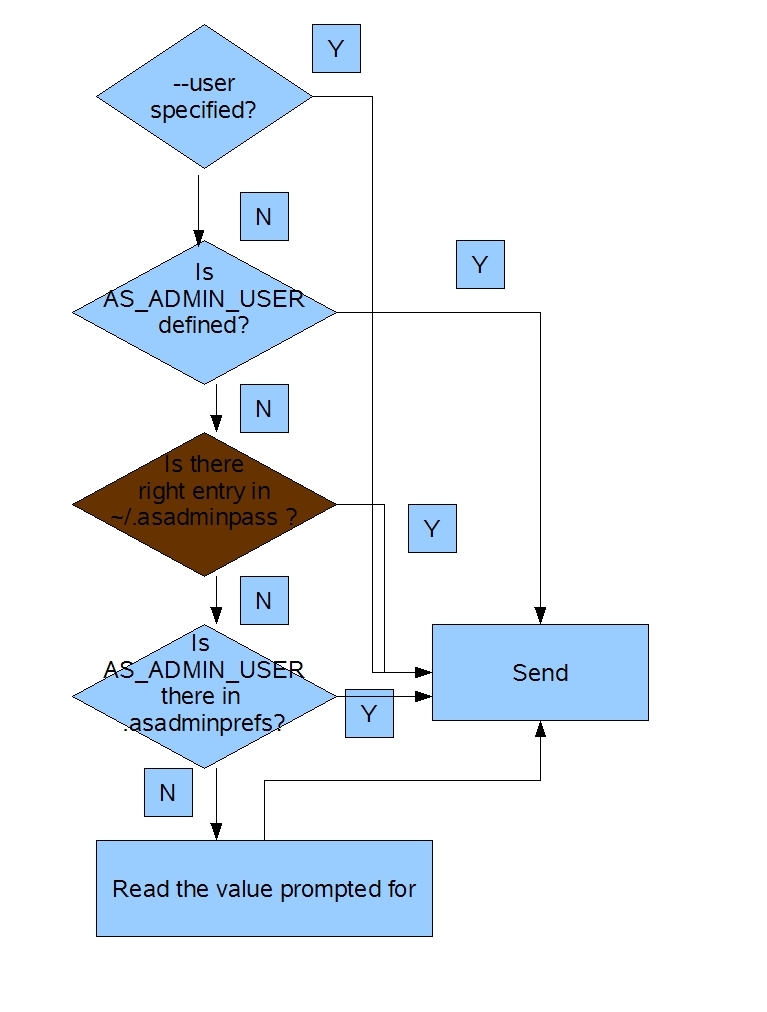 --user
specified?
Y
N
Is
AS_ADMIN_USER
defined?
Y
N
Is there
right entry in
~/.asadminpass ?
Y
N
Is
AS_ADMIN_USER
there in
.asadminprefs?
Y
Send
N
Read the value prompted for